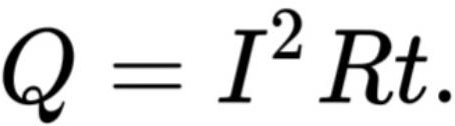 Q = I² Rt.